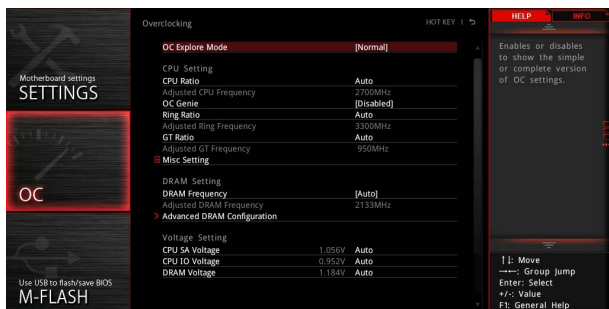 Motherboard settings
SETTINGS
OC
Use USB to flash/save BIOS
M-FLASH
Overclocking
HOT KEY |
OC Explore Mode [Normal]
CPU Setting
CPU Ratio Auto
Adjusted CPU Frequency 2700MHz
OC Genie [Disabled]
Ring Ratio Auto
Adjusted Ring Frequency 3300MHz
GT Ratio Auto
Adjusted GT Frequency 950MHz
Misc Setting
DRAM Setting
DRAM Frequency [Auto]
Adjusted DRAM Frequency 2133MHz
Advanced DRAM Configuration
Voltage Setting
CPU SA Voltage 1.056V Auto
CPU IO Voltage 0.952V Auto
DRAM Voltage 1.184V Auto
HELP INFO
Enables or disables
to show the simple
or complete version
of OC settings.
↑↓: Move
→←: Group Jump
Enter: Select
+/-: Value
F1: General Help